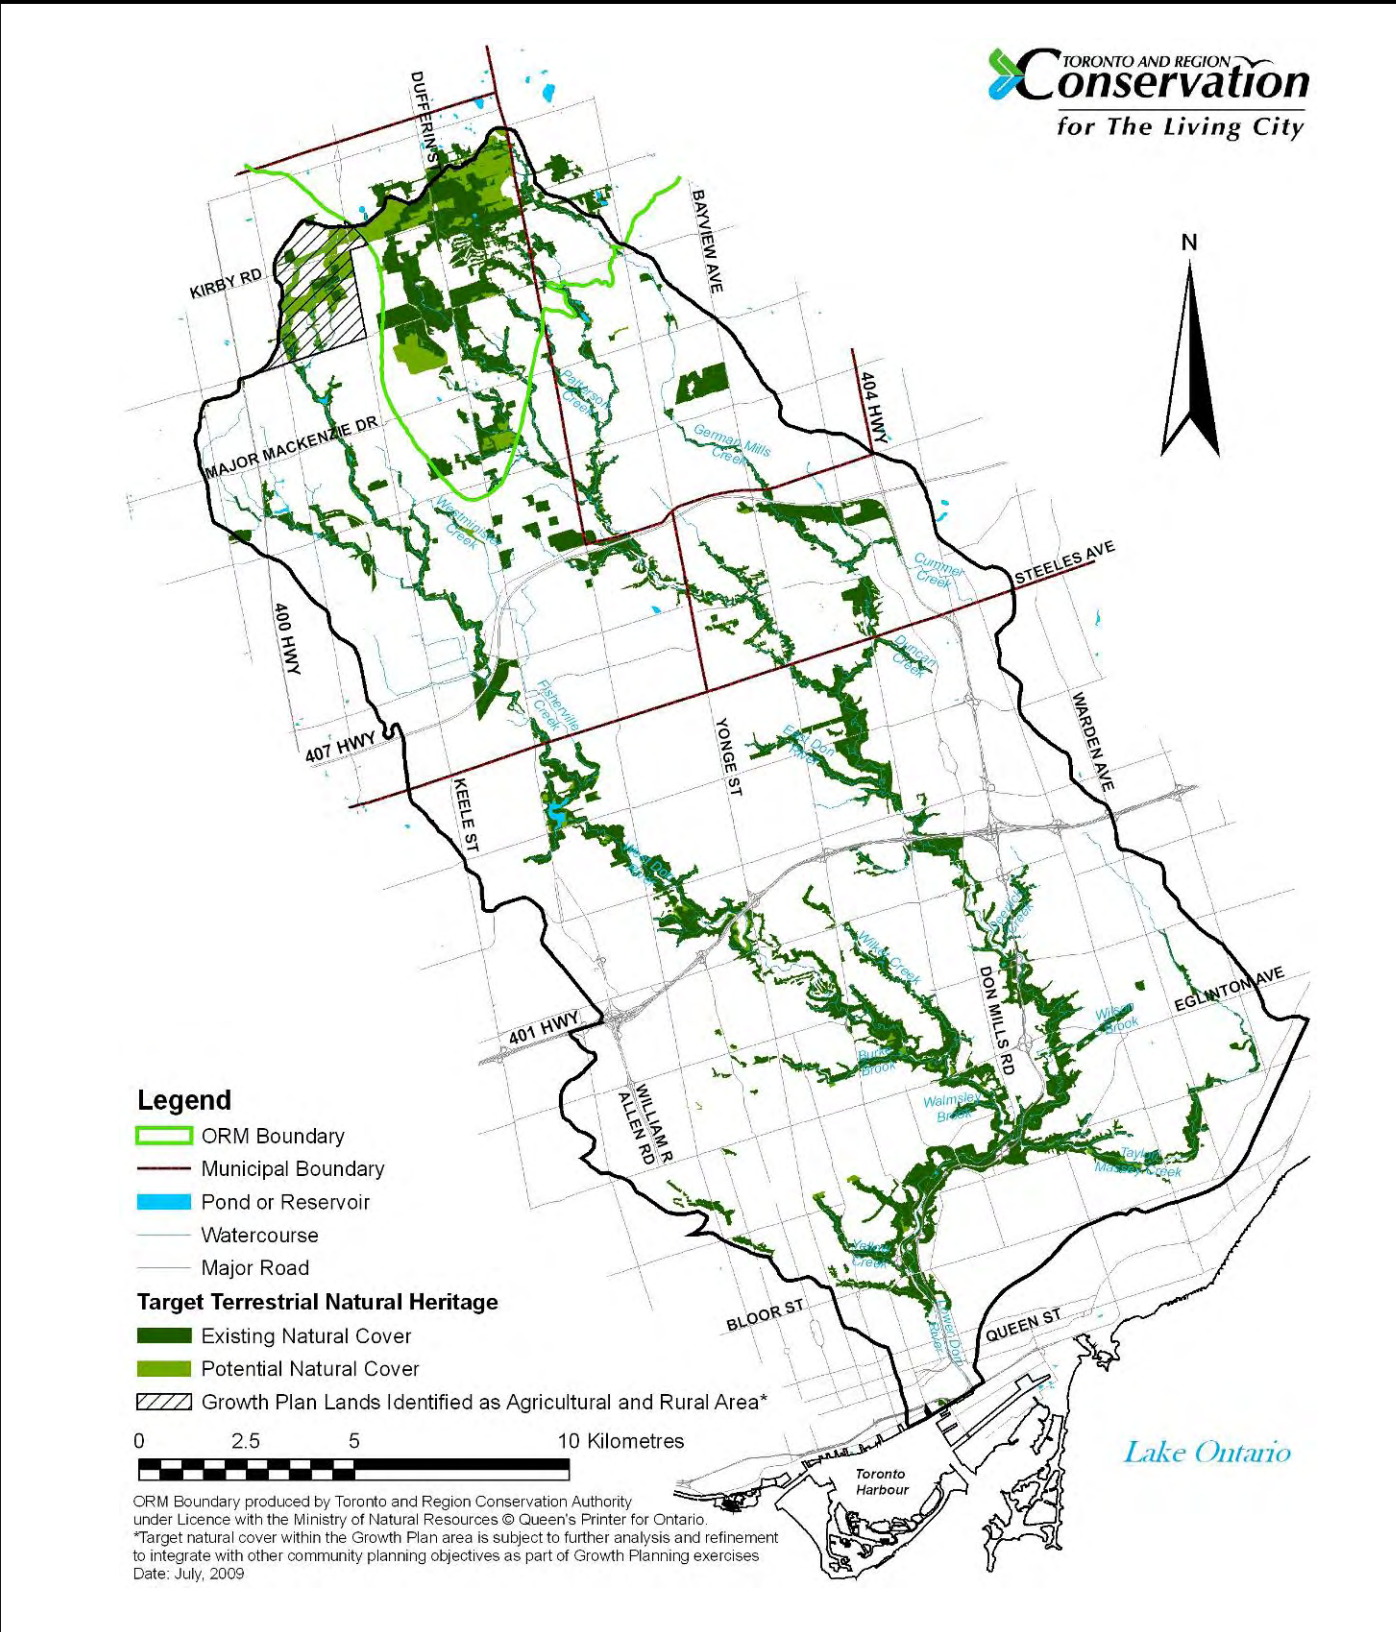 TORONTO AND REGION
Conservation
for The Living City
N
DUFFERIN ST
BAYVIEW AVE
KIRBY RD
404 HWY
Patterson
Creek
German Mills
Creek
MAJOR MACKENZIE DR
Westminister
Creek
Cummer
Creek
STEELES AVE
400 HWY
Duncan
Creek
Fisherville
Creek
407 HWY
YONGE ST
East Don
River
WARDEN AVE
KEELE ST
West Don
River
Creek
Wilket Creek
DON MILLS RD
EGLINTON AVE
Wilson
Brook
401 HWY
Burke
Brook
Walmsley
Brook
WILLIAM R
ALLEN RD
Taylor
Massey Creek
Yellow
Creek
BLOOR ST
Lower Don
River
QUEEN ST
Lake Ontario
Toronto
Harbour
Legend
ORM Boundary
Municipal Boundary
Pond or Reservoir
Watercourse
Major Road
Target Terrestrial Natural Heritage
Existing Natural Cover
Potential Natural Cover
Growth Plan Lands Identified as Agricultural and Rural Area*
0 2.5 5 10 Kilometres
ORM Boundary produced by Toronto and Region Conservation Authority
under Licence with the Ministry of Natural Resources © Queen's Printer for Ontario.
*Target natural cover within the Growth Plan area is subject to further analysis and refinement
to integrate with other community planning objectives as part of Growth Planning exercises
Date: July, 2009